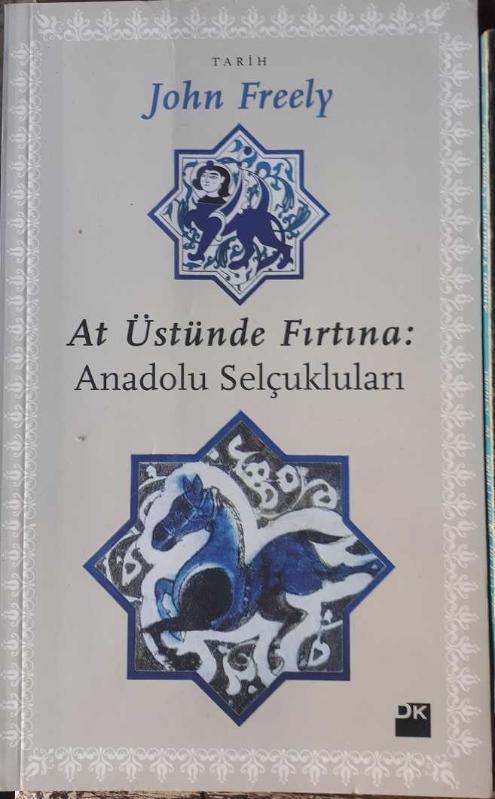 TARİH
John Freely
At Üstünde Fırtına:
Anadolu Selçukluları
DK